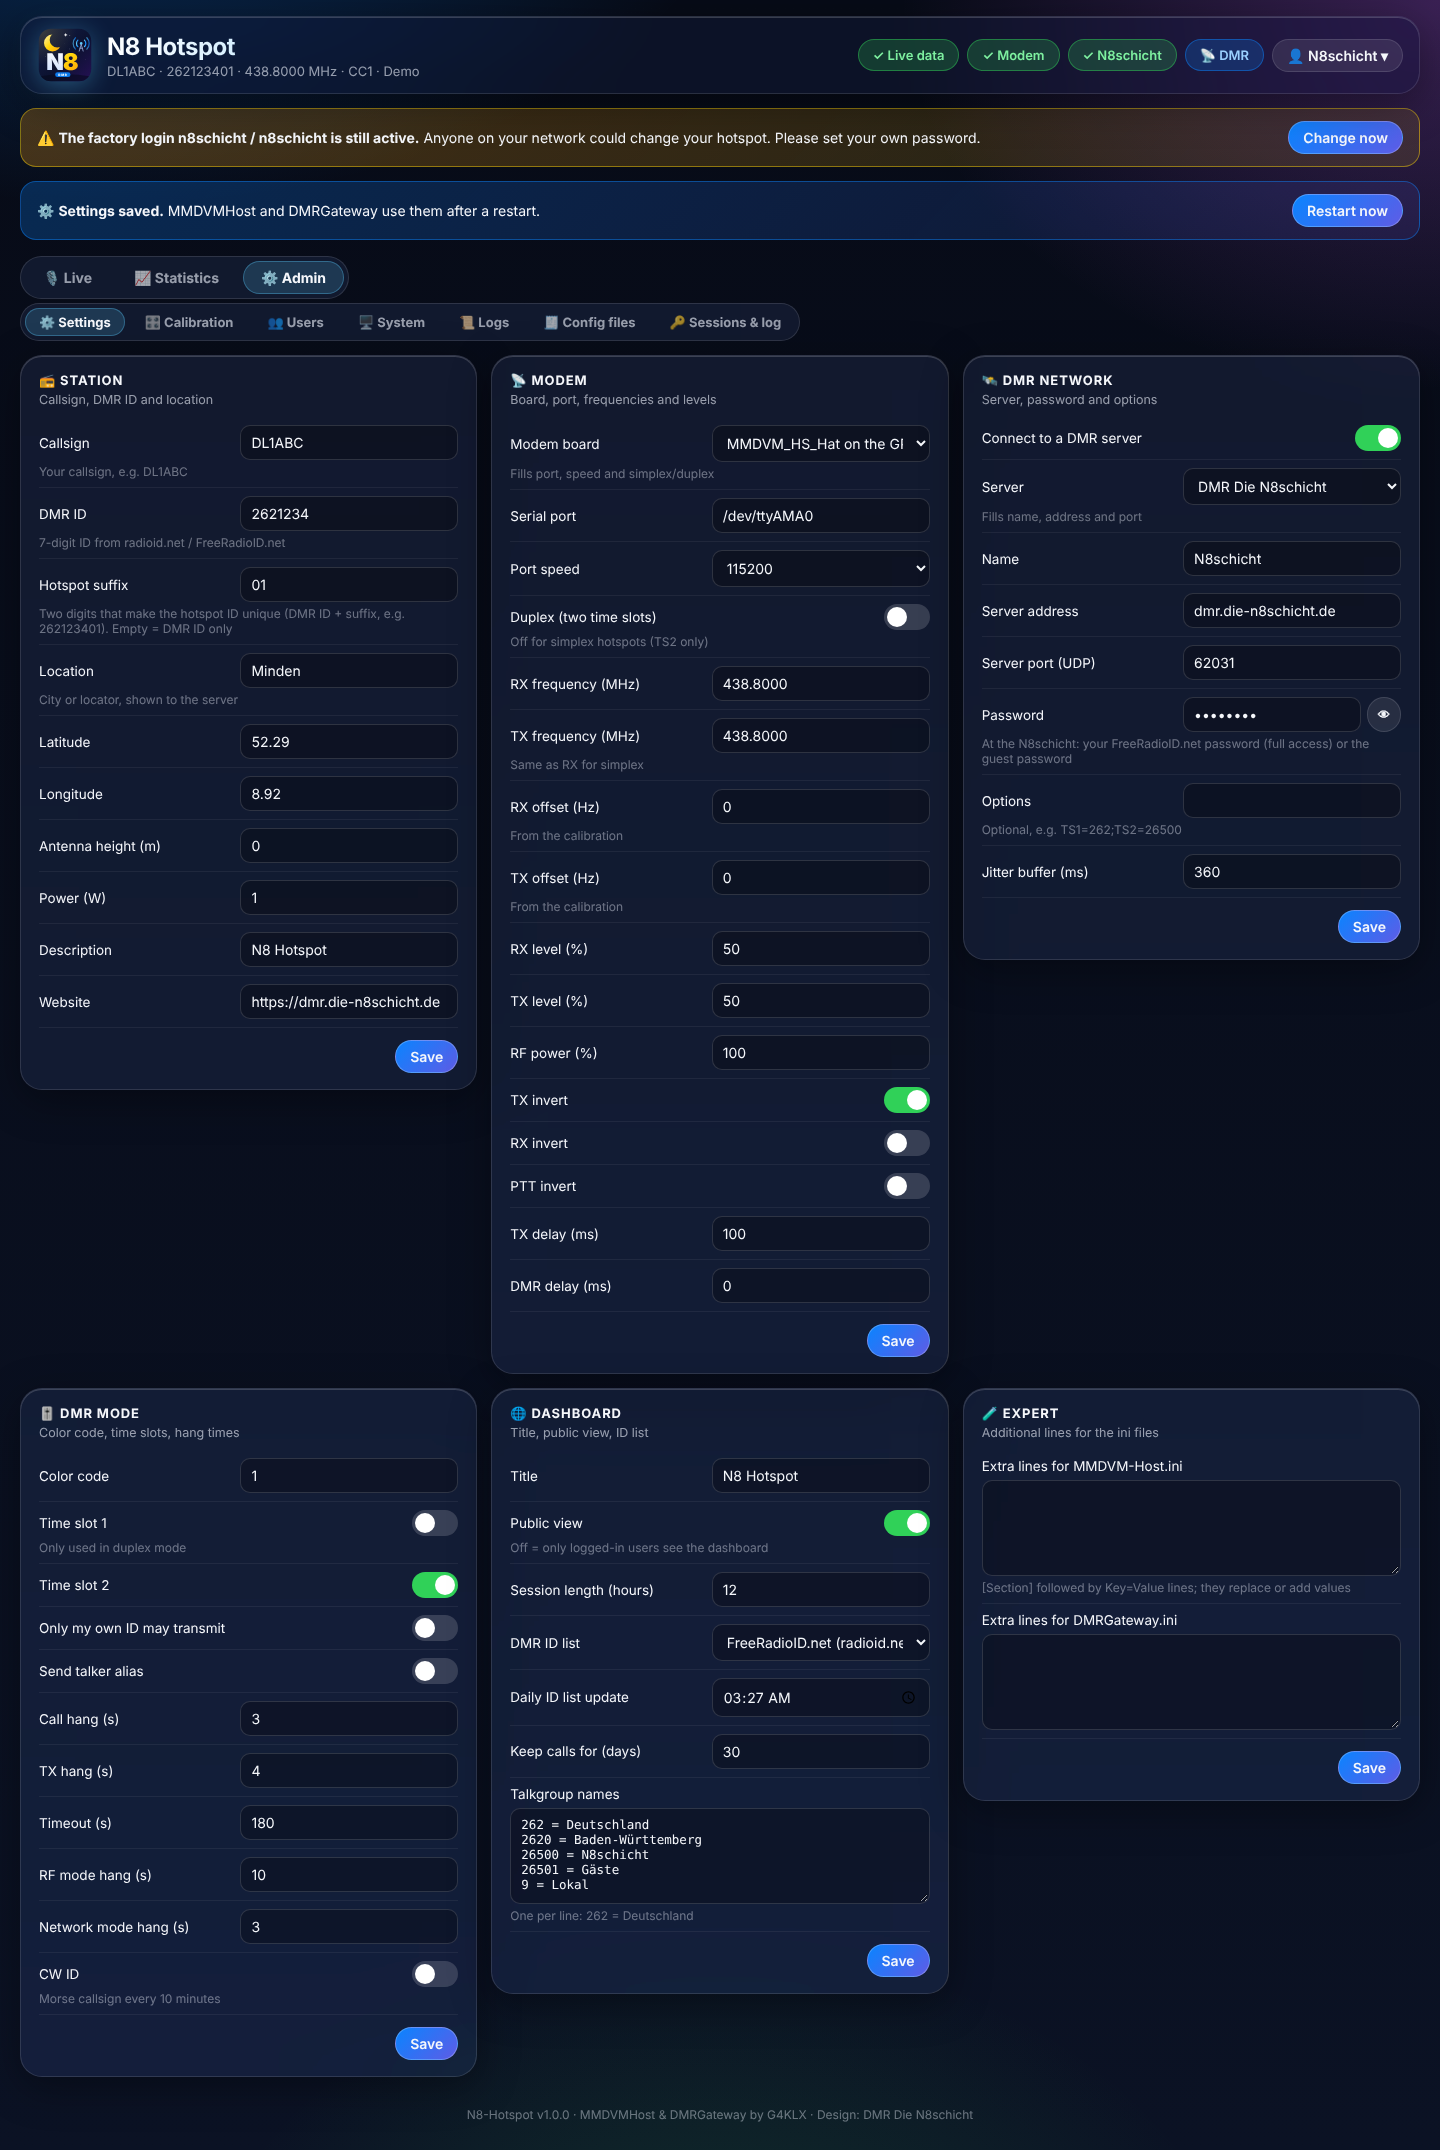 N8 Hotspot
DL1ABC · 262123401 · 438.8000 MHz · CC1 · Demo
✓ Live data
✓ Modem
✓ N8schicht
DMR
N8schicht ▾
The factory login n8schicht / n8schicht is still active. Anyone on your network could change your hotspot. Please set your own password.
Change now
Settings saved. MMDVMHost and DMRGateway use them after a restart.
Restart now
Live
Statistics
Admin
Settings
Calibration
Users
System
Logs
Config files
Sessions & log
STATION
Callsign, DMR ID and location
Callsign
DL1ABC
Your callsign, e.g. DL1ABC
DMR ID
2621234
7-digit ID from radioid.net / FreeRadioID.net
Hotspot suffix
01
Two digits that make the hotspot ID unique (DMR ID + suffix, e.g.
262123401). Empty = DMR ID only
Location
Minden
City or locator, shown to the server
Latitude
52.29
Longitude
8.92
Antenna height (m)
0
Power (W)
1
Description
N8 Hotspot
Website
https://dmr.die-n8schicht.de
Save
MODEM
Board, port, frequencies and levels
Modem board
MMDVM_HS_Hat on the GF
Fills port, speed and simplex/duplex
Serial port
/dev/ttyAMA0
Port speed
115200
Duplex (two time slots)
Off for simplex hotspots (TS2 only)
RX frequency (MHz)
438.8000
TX frequency (MHz)
438.8000
Same as RX for simplex
RX offset (Hz)
0
From the calibration
TX offset (Hz)
0
From the calibration
RX level (%)
50
TX level (%)
50
RF power (%)
100
TX invert
RX invert
PTT invert
TX delay (ms)
100
DMR delay (ms)
0
Save
DMR NETWORK
Server, password and options
Connect to a DMR server
Server
DMR Die N8schicht
Fills name, address and port
Name
N8schicht
Server address
dmr.die-n8schicht.de
Server port (UDP)
62031
Password
••••••••
At the N8schicht: your FreeRadioID.net password (full access) or the
guest password
Options
Optional, e.g. TS1=262;TS2=26500
Jitter buffer (ms)
360
Save
DMR MODE
Color code, time slots, hang times
Color code
1
Time slot 1
Only used in duplex mode
Time slot 2
Only my own ID may transmit
Send talker alias
Call hang (s)
3
TX hang (s)
4
Timeout (s)
180
RF mode hang (s)
10
Network mode hang (s)
3
CW ID
Morse callsign every 10 minutes
Save
DASHBOARD
Title, public view, ID list
Title
N8 Hotspot
Public view
Off = only logged-in users see the dashboard
Session length (hours)
12
DMR ID list
FreeRadioID.net (radioid.ne
Daily ID list update
03:27 AM
Keep calls for (days)
30
Talkgroup names
262 = Deutschland
2620 = Baden-Württemberg
26500 = N8schicht
26501 = Gäste
9 = Lokal
One per line: 262 = Deutschland
Save
EXPERT
Additional lines for the ini files
Extra lines for MMDVM-Host.ini
[Section] followed by Key=Value lines; they replace or add values
Extra lines for DMRGateway.ini
Save
N8-Hotspot v1.0.0 · MMDVMHost & DMRGateway by G4KLX · Design: DMR Die N8schicht